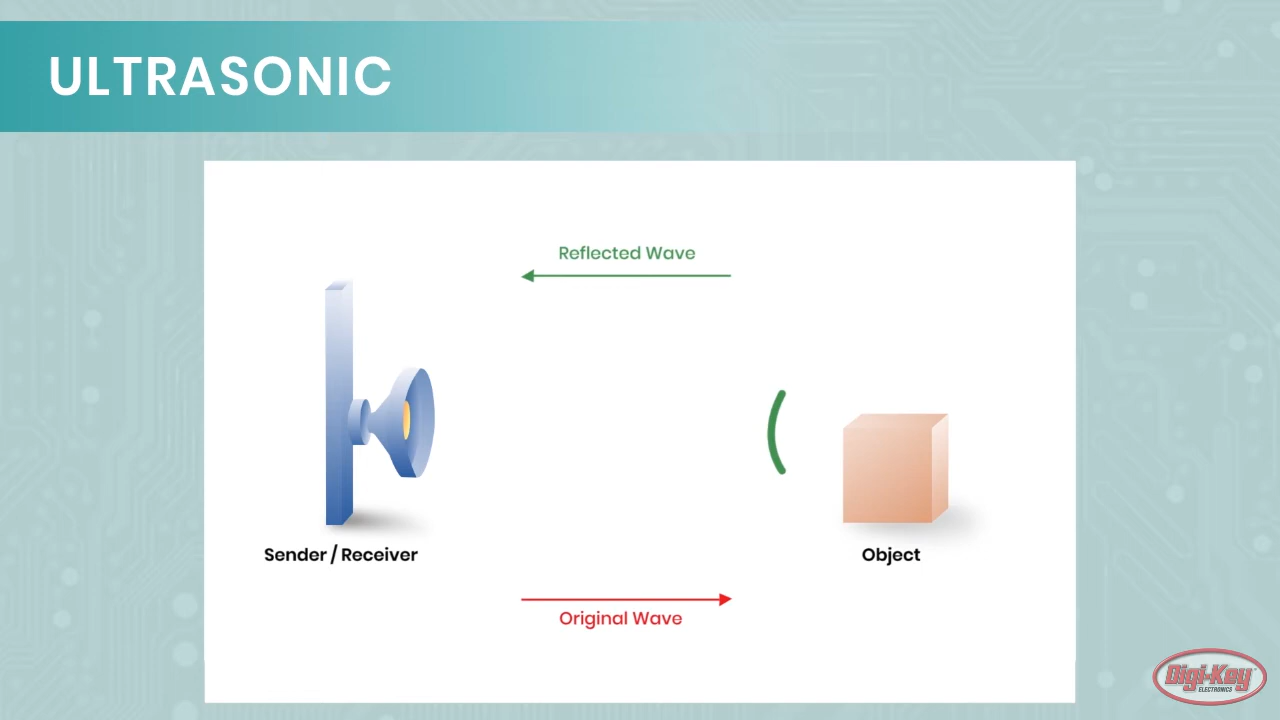 ULTRASONIC
Reflected Wave
Sender / Receiver
Object
Original Wave
Digi-Key
ELECTRONICS